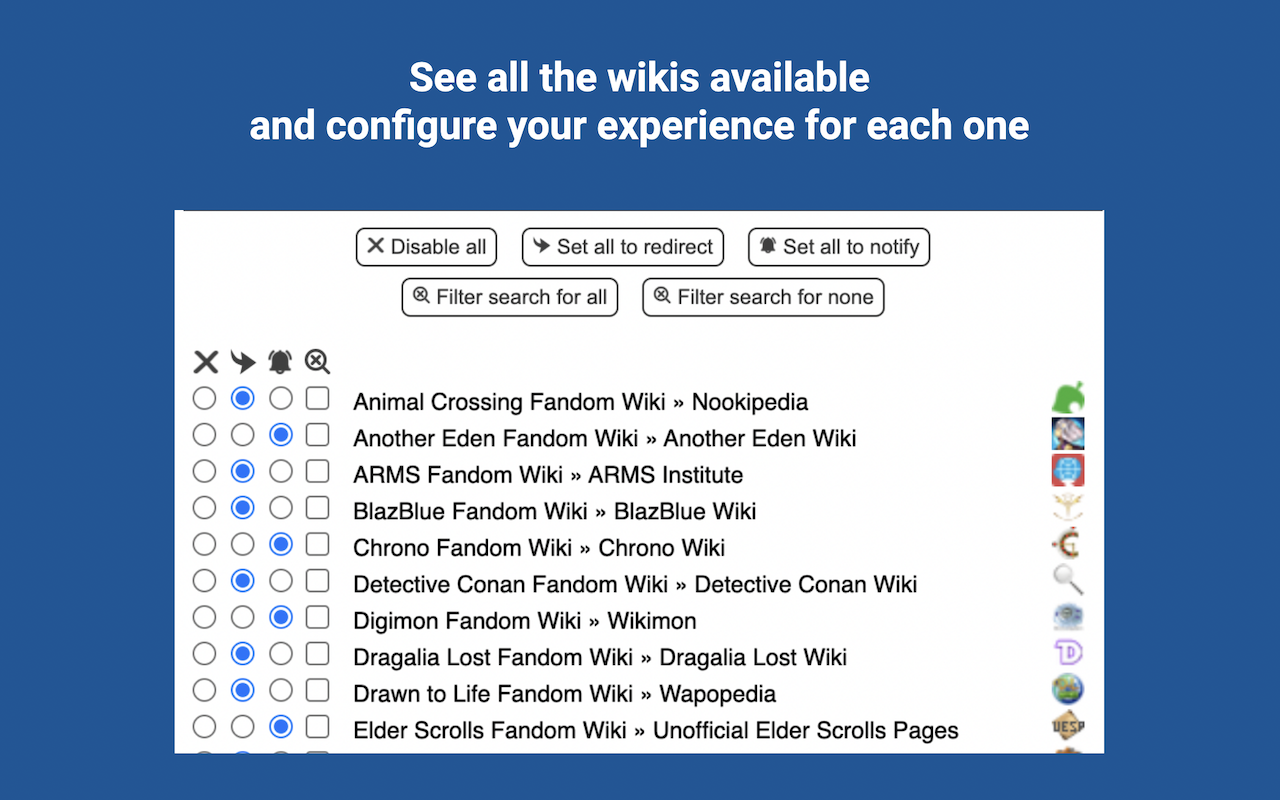 See all the wikis available
and configure your experience for each one
Disable all
Set all to redirect
Set all to notify
Filter search for all
Filter search for none
Animal Crossing Fandom Wiki » Nookipedia
Another Eden Fandom Wiki » Another Eden Wiki
ARMS Fandom Wiki » ARMS Institute
BlazBlue Fandom Wiki » BlazBlue Wiki
Chrono Fandom Wiki » Chrono Wiki
Detective Conan Fandom Wiki » Detective Conan Wiki
Digimon Fandom Wiki » Wikimon
Dragalia Lost Fandom Wiki » Dragalia Lost Wiki
Drawn to Life Fandom Wiki » Wapopedia
Elder Scrolls Fandom Wiki » Unofficial Elder Scrolls Pages
UESP